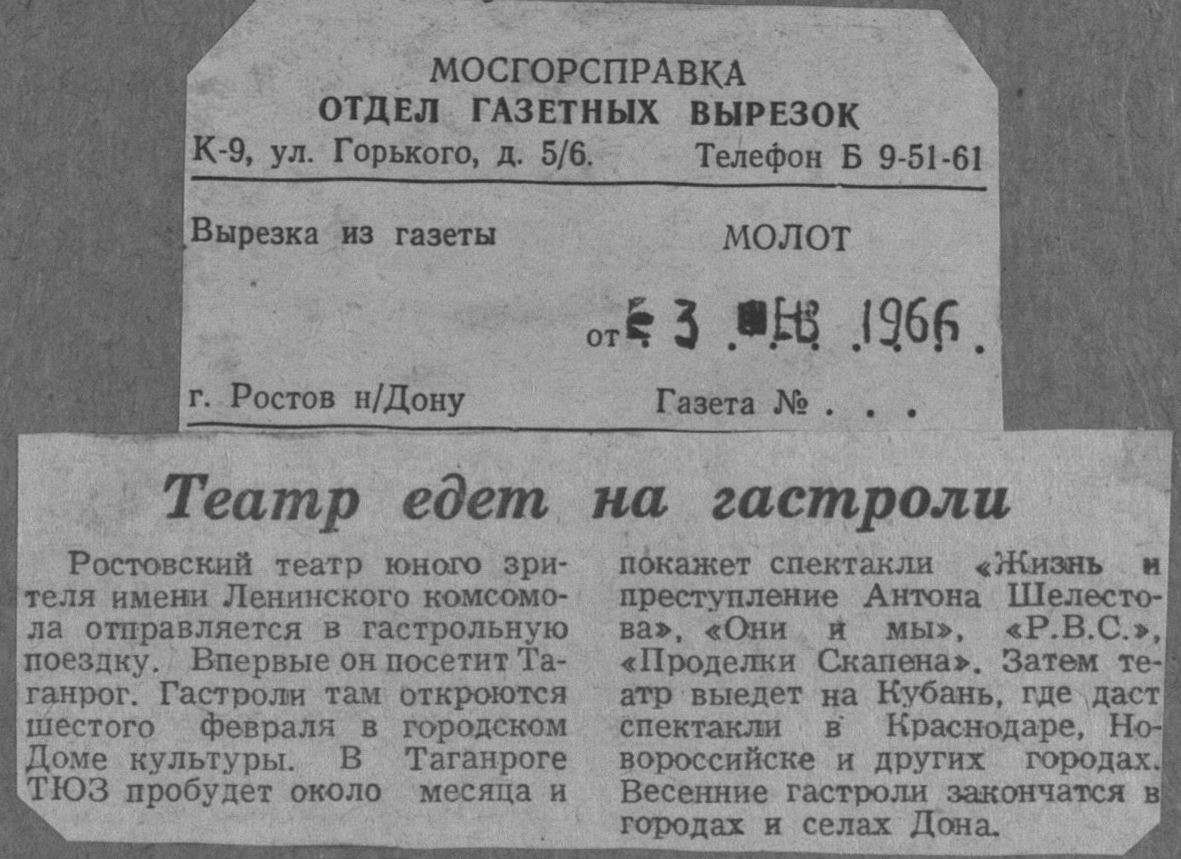 МОСГОРСПРАВКА
ОТДЕЛ ГАЗЕТНЫХ ВЫРЕЗОК
К-9, ул. Горького, д. 5/6. Телефон Б 9-51-61
Вырезка из газеты МОЛОТ
от 3 1966
г. Ростов н/Дону Газета № . . .
Театр едет на гастроли
Ростовский театр юного зри-
теля имени Ленинского комсомо-
ла отправляется в гастрольную
поездку. Впервые он посетит Та-
ганрог. Гастроли там откроются
шестого февраля в городском
Доме культуры. В Таганроге
ТЮЗ пробудет около месяца и
покажет спектакли «Жизнь и
преступление Антона Шелесто-
ва», «Они и мы», «Р.В.С.»,
«Проделки Скапена». Затем те-
атр выедет на Кубань, где даст
спектакли в Краснодаре, Но-
вороссийске и других городах.
Весенние гастроли закончатся в
городах и селах Дона.